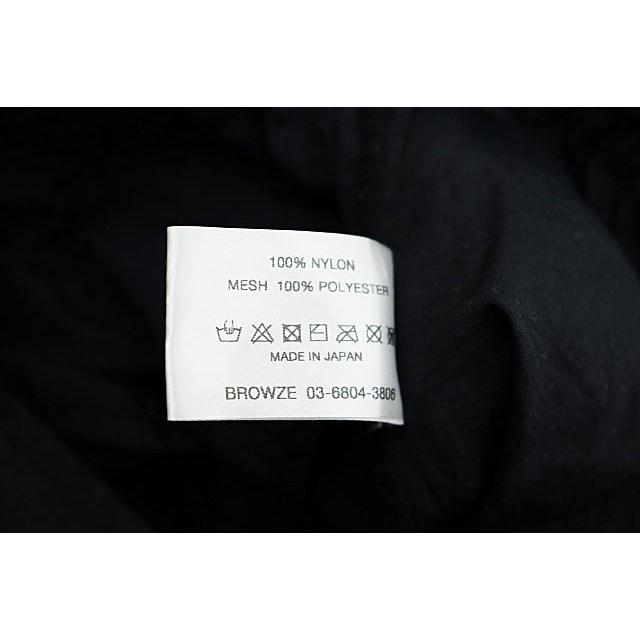 100% NYLON
MESH 100% POLYESTER
MADE IN JAPAN
BROWZE 03-6804-3806